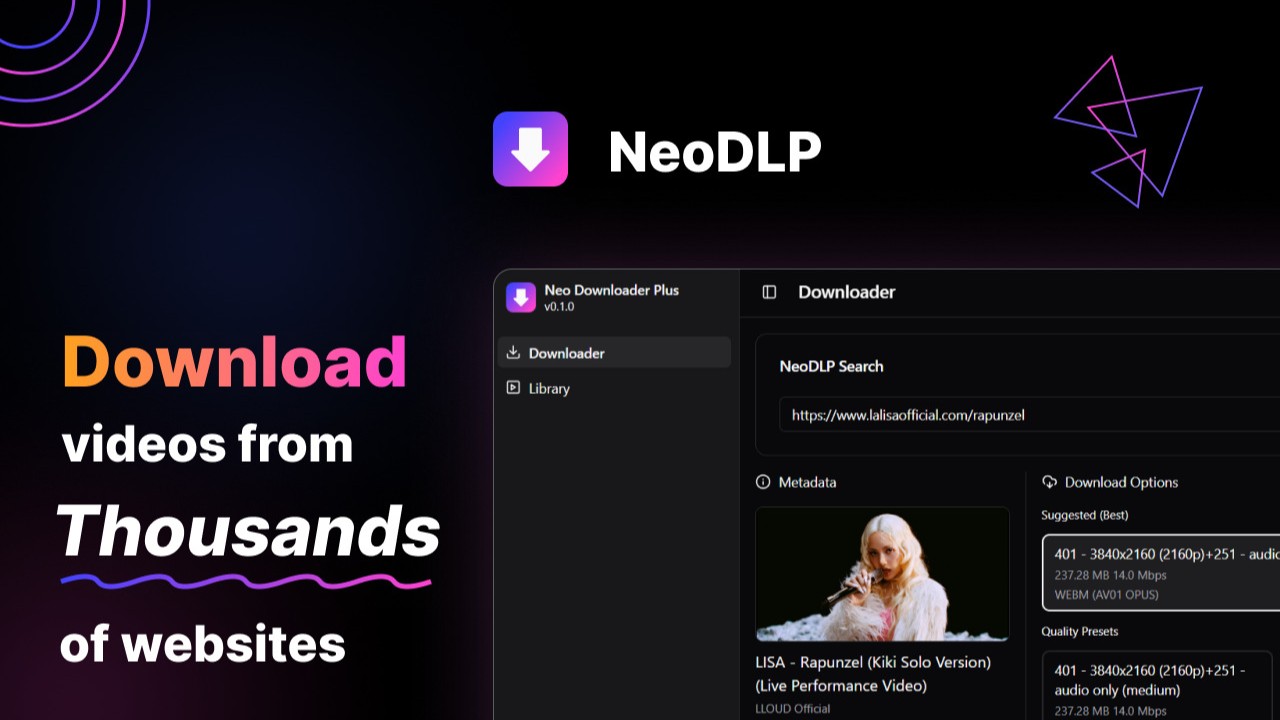 NeoDLP
Download
videos from
Thousands
of websites
Neo Downloader Plus
v0.1.0
Downloader
Library
Downloader
NeoDLP Search
https://www.lalisaofficial.com/rapunzel
Metadata
LISA - Rapunzel (Kiki Solo Version)
(Live Performance Video)
LLOUD Official
Download Options
Suggested (Best)
401 - 3840x2160 (2160p)+251 - audio
237.28 MB 14.0 Mbps
WEBM (AV01 OPUS)
Quality Presets
401 - 3840x2160 (2160p)+251 -
audio only (medium)
237.28 MB 14.0 Mbps